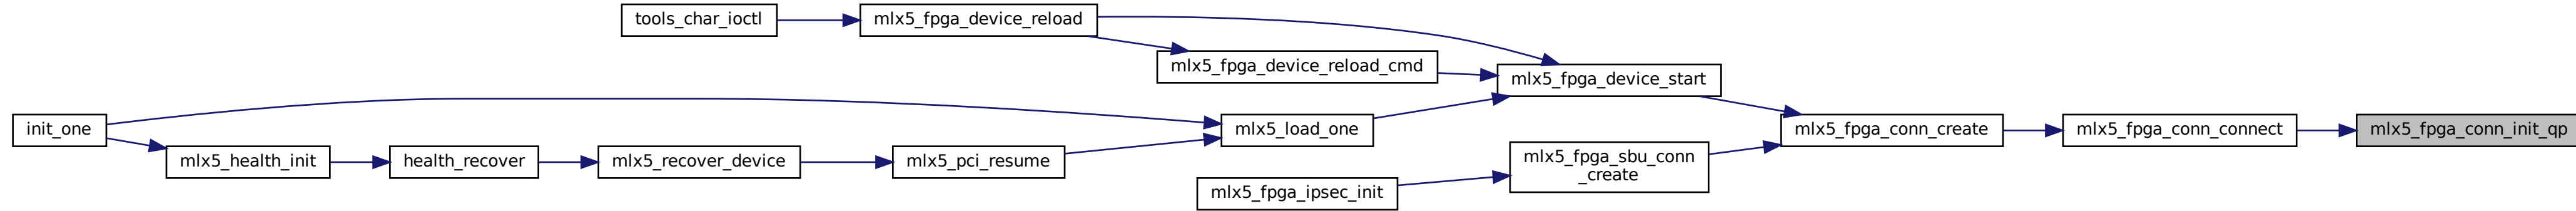 tools_char_ioctl
mlx5_fpga_device_reload
mlx5_fpga_device_reload_cmd
mlx5_fpga_device_start
init_one
mlx5_load_one
mlx5_fpga_conn_create
mlx5_fpga_conn_connect
mlx5_fpga_conn_init_qp
mlx5_health_init
health_recover
mlx5_recover_device
mlx5_pci_resume
mlx5_fpga_sbu_conn
_create
mlx5_fpga_ipsec_init